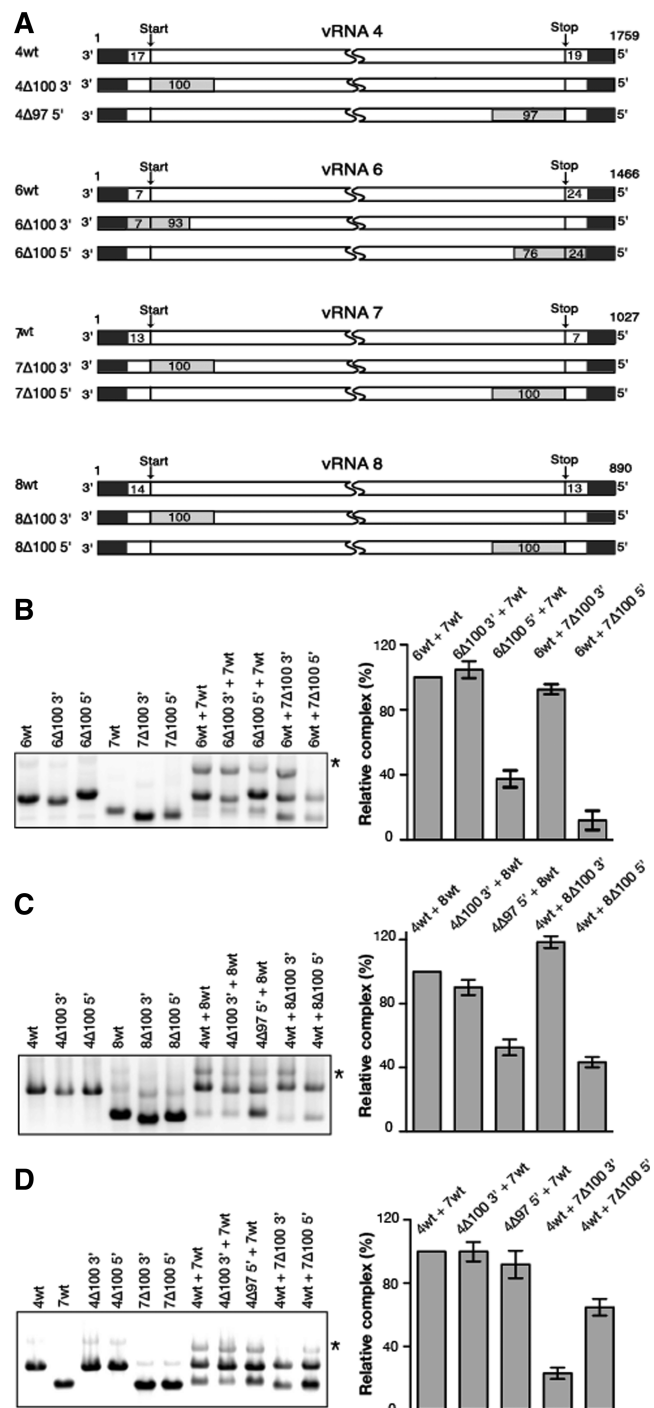 A
1 Start vRNA 4 Stop 1759
4wt 3' 17 19 5'
4Δ100 3' 3' 100 5'
4Δ97 5' 3' 97 5'
1 Start vRNA 6 Stop 1466
6wt 3' 7 24 5'
6Δ100 3' 3' 7 93 5'
6Δ100 5' 3' 76 24 5'
1 Start vRNA 7 Stop 1027
7wt 3' 13 7 5'
7Δ100 3' 3' 100 5'
7Δ100 5' 3' 100 5'
1 Start vRNA 8 Stop 890
8wt 3' 14 13 5'
8Δ100 3' 3' 100 5'
8Δ100 5' 3' 100 5'
B
6wt
6Δ100 3'
6Δ100 5'
7wt
7Δ100 3'
7Δ100 5'
6wt + 7wt
6Δ100 3' + 7wt
6Δ100 5' + 7wt
6wt + 7Δ100 3'
6wt + 7Δ100 5'
*
6wt + 7wt
6Δ100 3' + 7wt
6Δ100 5' + 7wt
6wt + 7Δ100 3'
6wt + 7Δ100 5'
Relative complex (%)
120
80
40
0
C
4wt
4Δ100 3'
4Δ100 5'
8wt
8Δ100 3'
8Δ100 5'
4wt + 8wt
4Δ100 3' + 8wt
4Δ97 5' + 8wt
4wt + 8Δ100 3'
4wt + 8Δ100 5'
*
4wt + 8wt
4Δ100 3' + 8wt
4Δ97 5' + 8wt
4wt + 8Δ100 3'
4wt + 8Δ100 5'
Relative complex (%)
120
80
40
0
D
4wt
7wt
4Δ100 3'
4Δ100 5'
7Δ100 3'
7Δ100 5'
4wt + 7wt
4Δ100 3' + 7wt
4Δ97 5' + 7wt
4wt + 7Δ100 3'
4wt + 7Δ100 5'
*
4wt + 7wt
4Δ100 3' + 7wt
4Δ97 5' + 7wt
4wt + 7Δ100 3'
4wt + 7Δ100 5'
Relative complex (%)
120
80
40